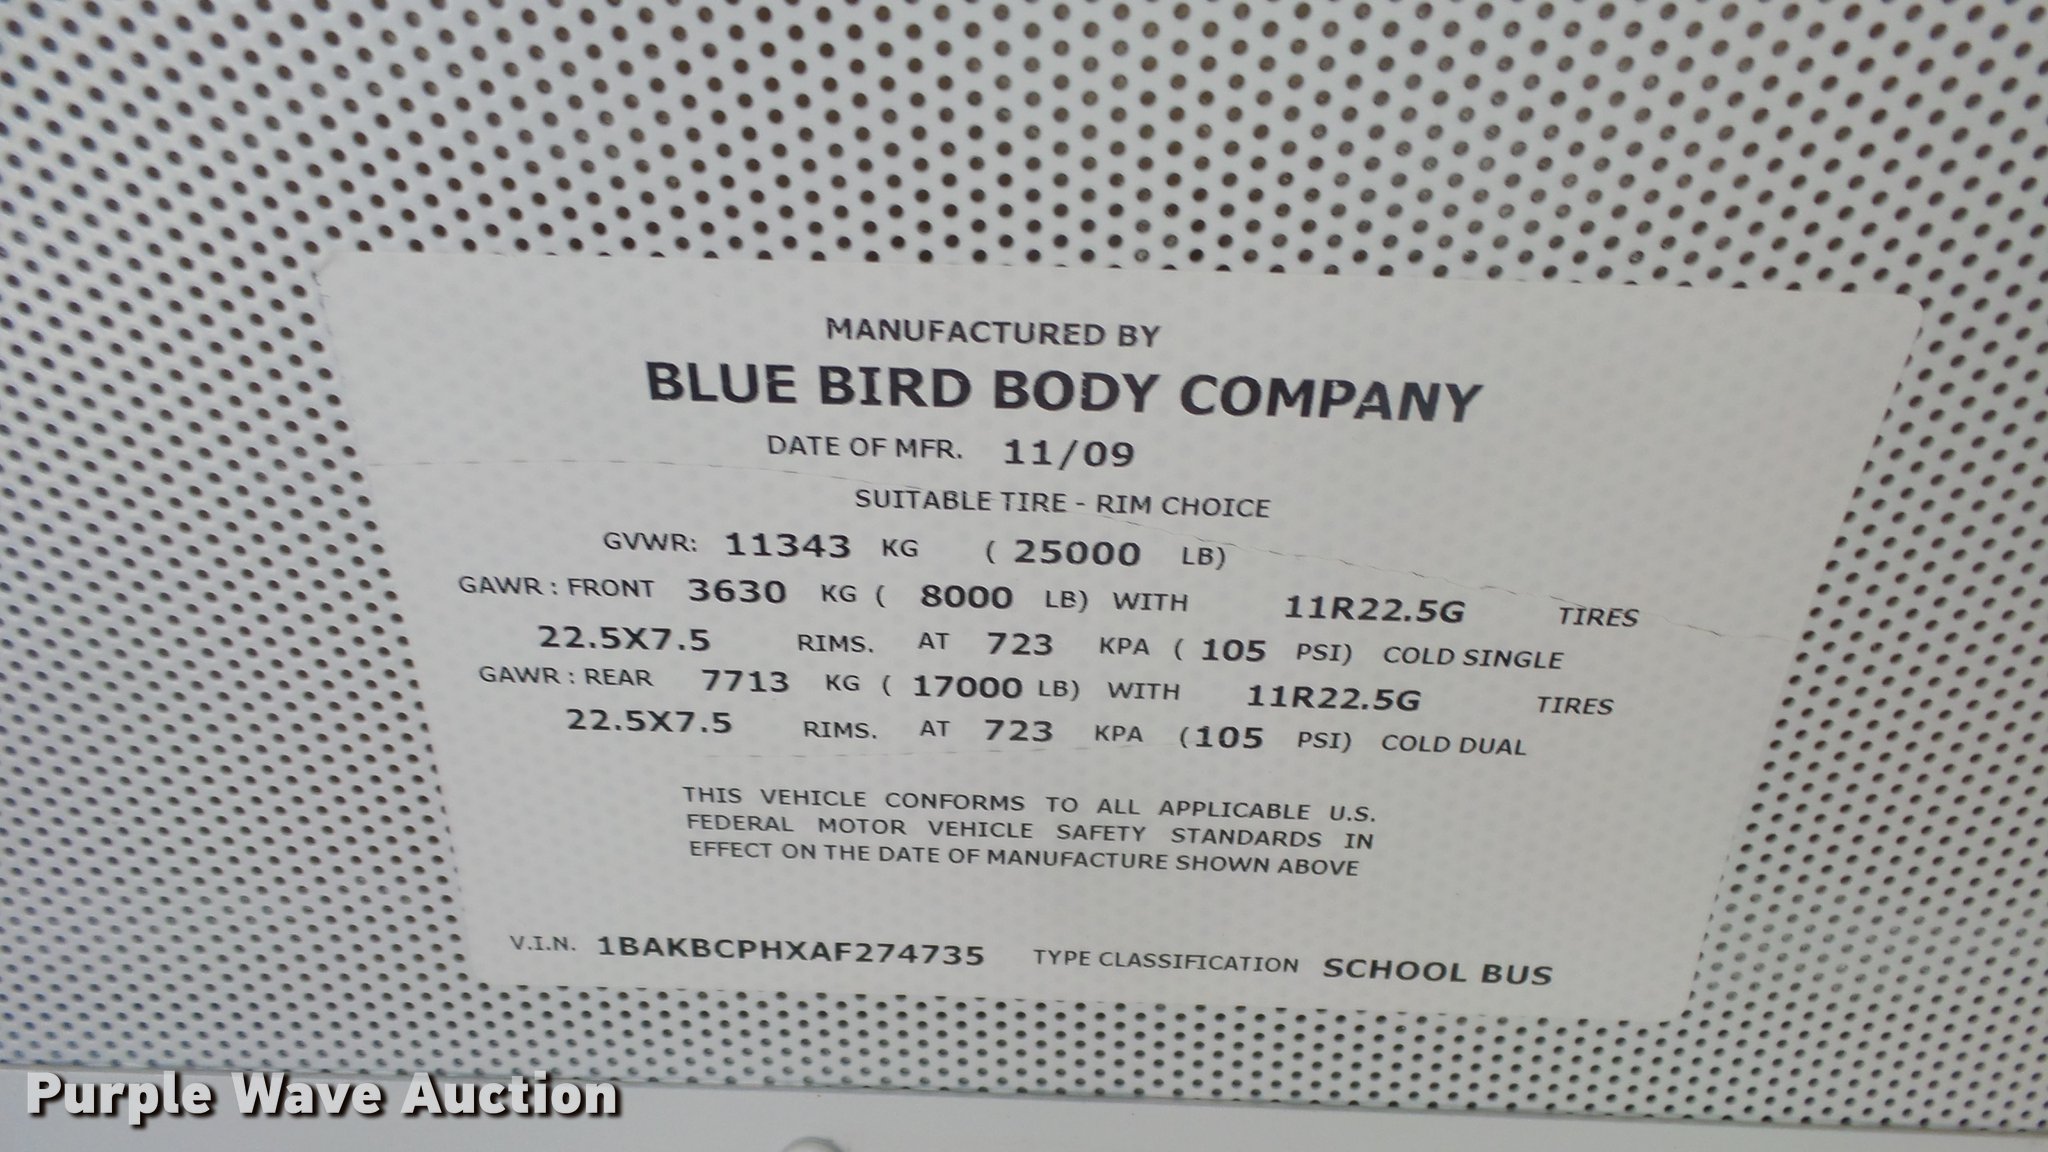 MANUFACTURED BY
BLUE BIRD BODY COMPANY
DATE OF MFR. 11/09
SUITABLE TIRE - RIM CHOICE
GVWR: 11343 KG ( 25000 LB)
GAWR : FRONT 3630 KG ( 8000 LB) WITH 11R22.5G TIRES
22.5X7.5 RIMS. AT 723 KPA ( 105 PSI) COLD SINGLE
GAWR : REAR 7713 KG ( 17000 LB) WITH 11R22.5G TIRES
22.5X7.5 RIMS. AT 723 KPA (105 PSI) COLD DUAL
THIS VEHICLE CONFORMS TO ALL APPLICABLE U.S.
FEDERAL MOTOR VEHICLE SAFETY STANDARDS IN
EFFECT ON THE DATE OF MANUFACTURE SHOWN ABOVE
V.I.N. 1BAKBCPHXAF274735 TYPE CLASSIFICATION SCHOOL BUS
Purple Wave Auction